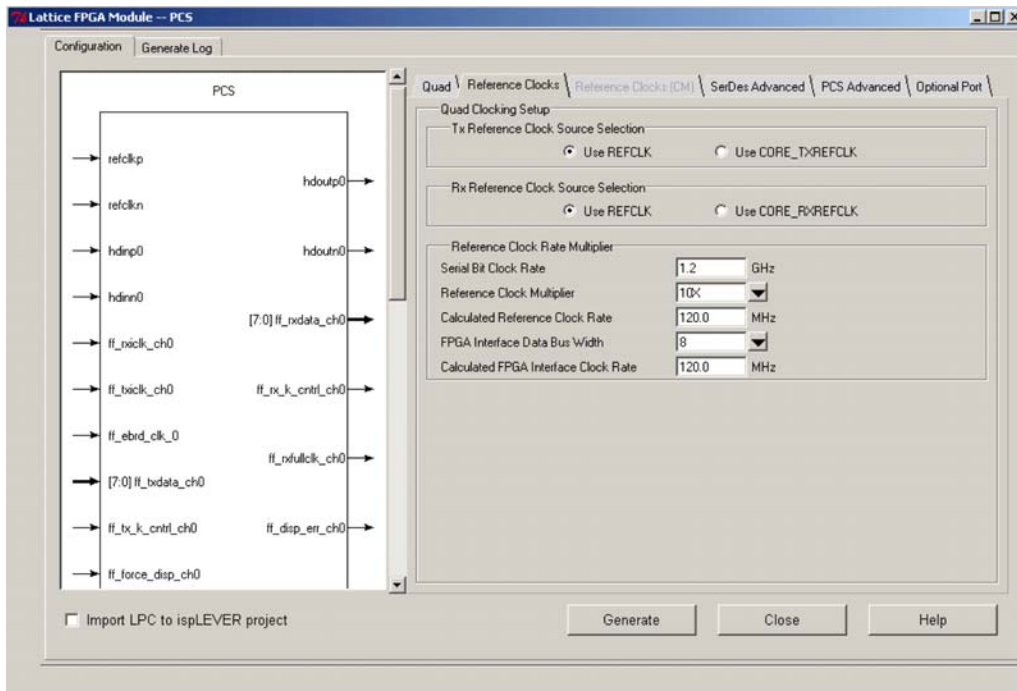 Lattice FPGA Module -- PCS
Configuration
Generate Log
PCS
refclkp
hdoutp0
refclkn
hdinp0
hdoutn0
hdinn0
[7:0] ff_rxdata_ch0
ff_rxiclk_ch0
ff_txiclk_ch0
ff_rx_k_cntrl_ch0
ff_ebrd_clk_0
ff_rxfullclk_ch0
[7:0] ff_txdata_ch0
ff_tx_k_cntrl_ch0
ff_disp_err_ch0
ff_force_disp_ch0
Quad
Reference Clocks
Reference Clocks (CM)
SerDes Advanced
PCS Advanced
Optional Port
Quad Clocking Setup
Tx Reference Clock Source Selection
Use REFCLK
Use CORE_TXREFCLK
Rx Reference Clock Source Selection
Use REFCLK
Use CORE_RXREFCLK
Reference Clock Rate Multiplier
Serial Bit Clock Rate 1.2 GHz
Reference Clock Multiplier 10X
Calculated Reference Clock Rate 120.0 MHz
FPGA Interface Data Bus Width 8
Calculated FPGA Interface Clock Rate 120.0 MHz
Import LPC to ispLEVER project
Generate
Close
Help